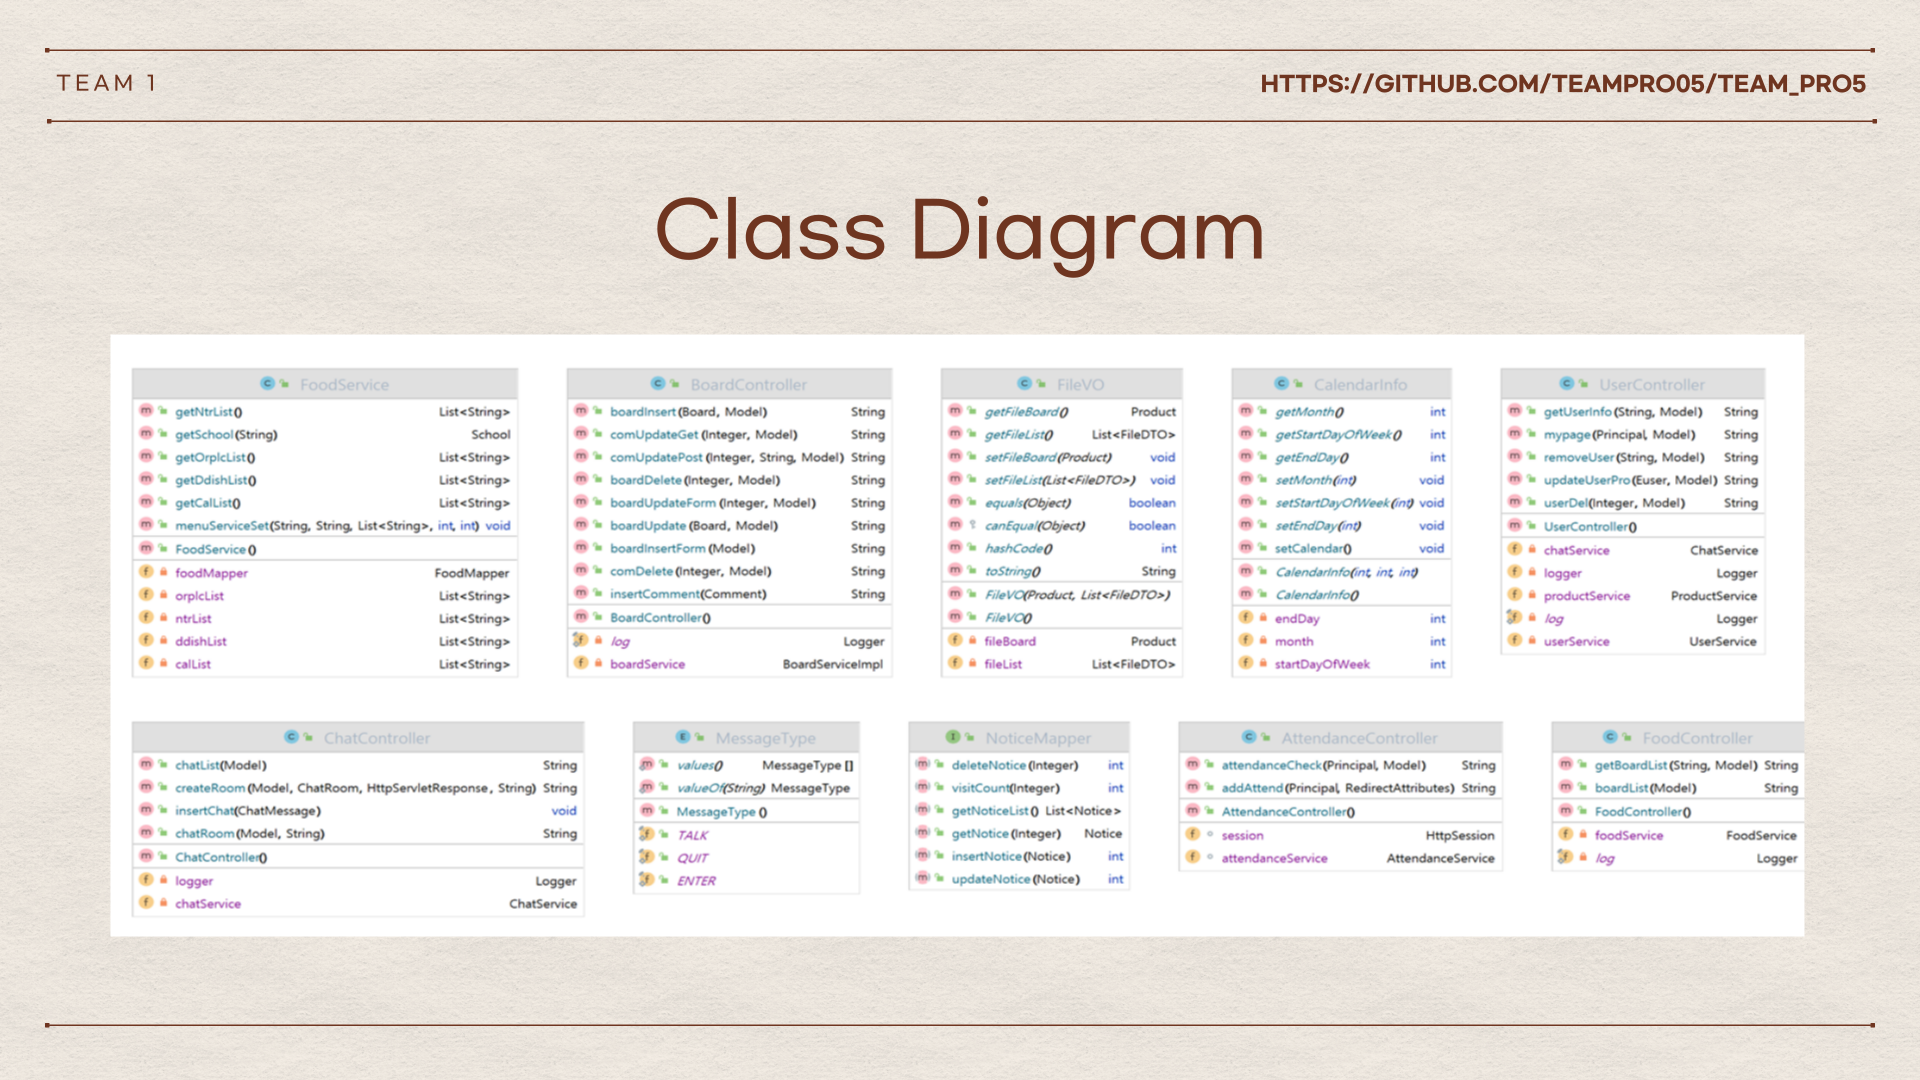 TEAM 1
HTTPS://GITHUB.COM/TEAMPRO05/TEAM_PRO5
Class Diagram
FoodService
getNtrList() List<String>
getSchool(String) School
getOrplcList() List<String>
getDdishList() List<String>
getCalList() List<String>
menuServiceSet(String, String, List<String>, int, int) void
FoodService()
foodMapper FoodMapper
orplcList List<String>
ntrList List<String>
ddishList List<String>
calList List<String>
BoardController
boardInsert(Board, Model) String
comUpdateGet(Integer, Model) String
comUpdatePost(Integer, String, Model) String
boardDelete(Integer, Model) String
boardUpdateForm(Integer, Model) String
boardUpdate(Board, Model) String
boardInsertForm(Model) String
comDelete(Integer, Model) String
insertComment(Comment) String
BoardController()
log Logger
boardService BoardServiceImpl
FileVO
getFileBoard() Product
getFileList() List<FileDTO>
setFileBoard(Product) void
setFileList(List<FileDTO>) void
equals(Object) boolean
canEqual(Object) boolean
hashCode() int
toString() String
FileVO(Product, List<FileDTO>)
FileVO()
fileBoard Product
fileList List<FileDTO>
CalendarInfo
getMonth() int
getStartDayOfWeek() int
getEndDay() int
setMonth(int) void
setStartDayOfWeek(int) void
setEndDay(int) void
setCalendar() void
CalendarInfo(int, int, int)
CalendarInfo()
endDay int
month int
startDayOfWeek int
UserController
getUserInfo(String, Model) String
mypage(Principal, Model) String
removeUser(String, Model) String
updateUserPro(Euser, Model) String
userDel(Integer, Model) String
UserController()
chatService ChatService
logger Logger
productService ProductService
log Logger
userService UserService
ChatController
chatList(Model) String
createRoom(Model, ChatRoom, HttpServletResponse, String) String
insertChat(ChatMessage) void
chatRoom(Model, String) String
ChatController()
logger Logger
chatService ChatService
MessageType
values() MessageType[]
valueOf(String) MessageType
MessageType()
TALK
QUIT
ENTER
NoticeMapper
deleteNotice(Integer) int
visitCount(Integer) int
getNoticeList() List<Notice>
getNotice(Integer) Notice
insertNotice(Notice) int
updateNotice(Notice) int
AttendanceController
attendanceCheck(Principal, Model) String
addAttend(Principal, RedirectAttributes) String
AttendanceController()
session HttpSession
attendanceService AttendanceService
FoodController
getBoardList(String, Model) String
boardList(Model) String
FoodController()
foodService FoodService
log Logger